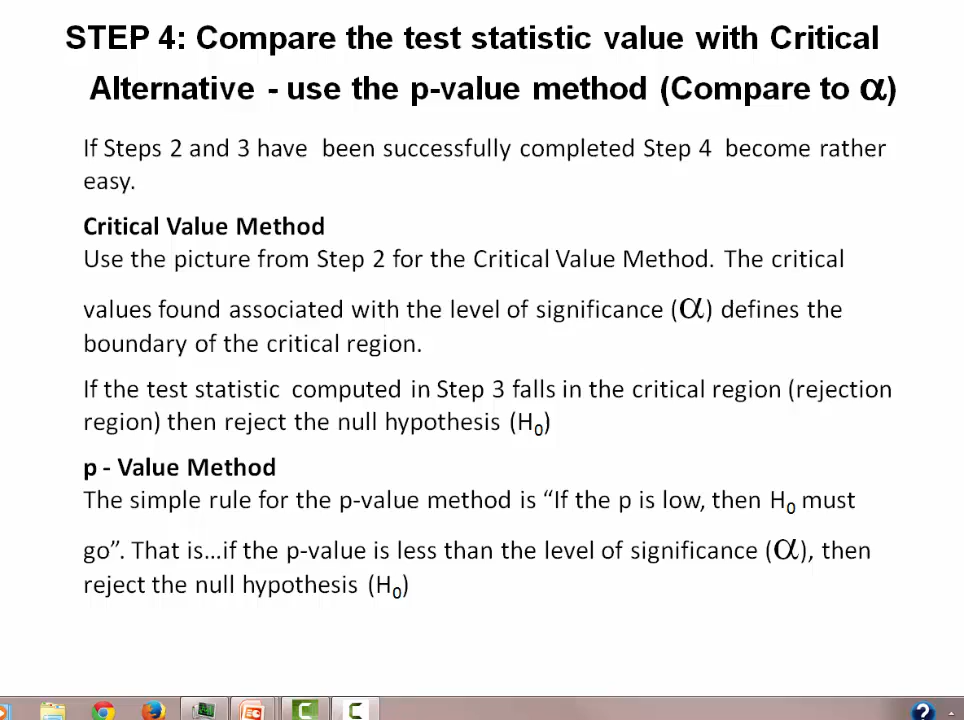 STEP 4: Compare the test statistic value with Critical
Alternative - use the p-value method (Compare to α)
If Steps 2 and 3 have been successfully completed Step 4 become rather
easy.
Critical Value Method
Use the picture from Step 2 for the Critical Value Method. The critical
values found associated with the level of significance (α) defines the
boundary of the critical region.
If the test statistic computed in Step 3 falls in the critical region (rejection
region) then reject the null hypothesis (H₀)
p - Value Method
The simple rule for the p-value method is “If the p is low, then H₀ must
go”. That is…if the p-value is less than the level of significance (α), then
reject the null hypothesis (H₀)